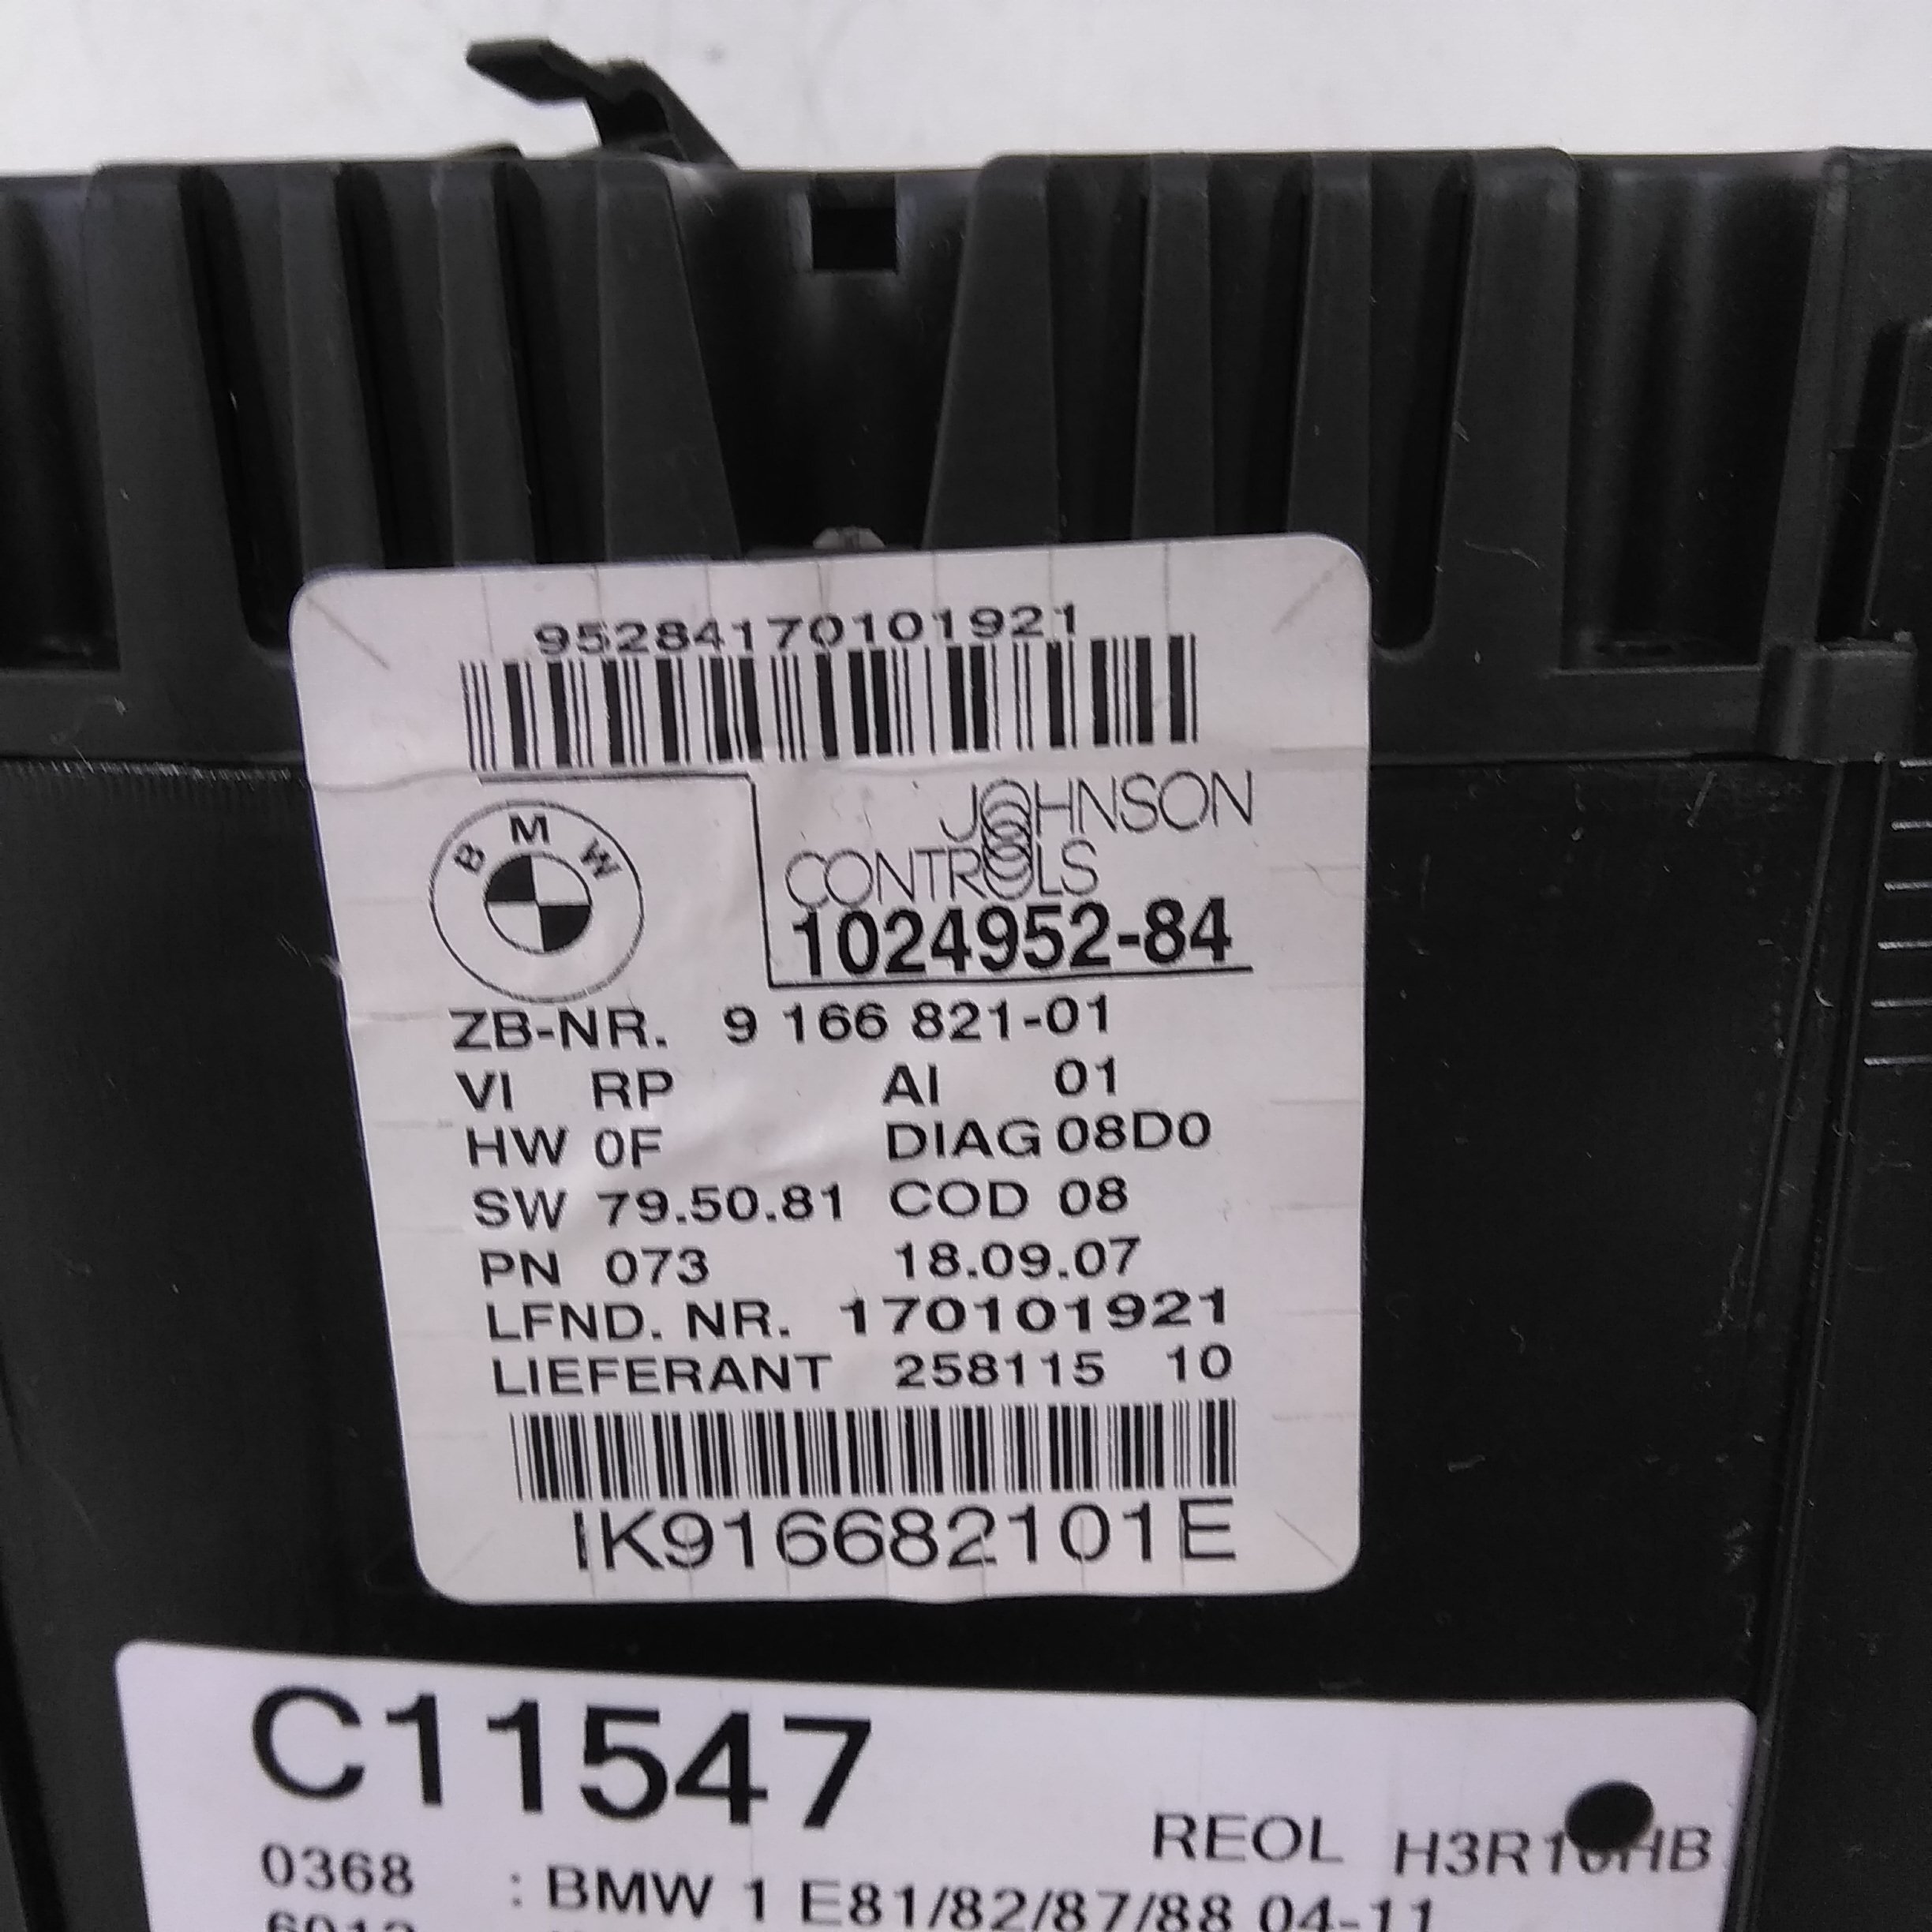 95284170101921
BMW
JOHNSON
CONTROLS
1024952-84
ZB-NR. 9 166 821-01
VI RP AI 01
HW 0F DIAG 08D0
SW 79.50.81 COD 08
PN 073 18.09.07
LFND. NR. 170101921
LIEFERANT 258115 10
IK916682101E
C11547
REOL
0368 : BMW 1 E81/82/87/88 04-11